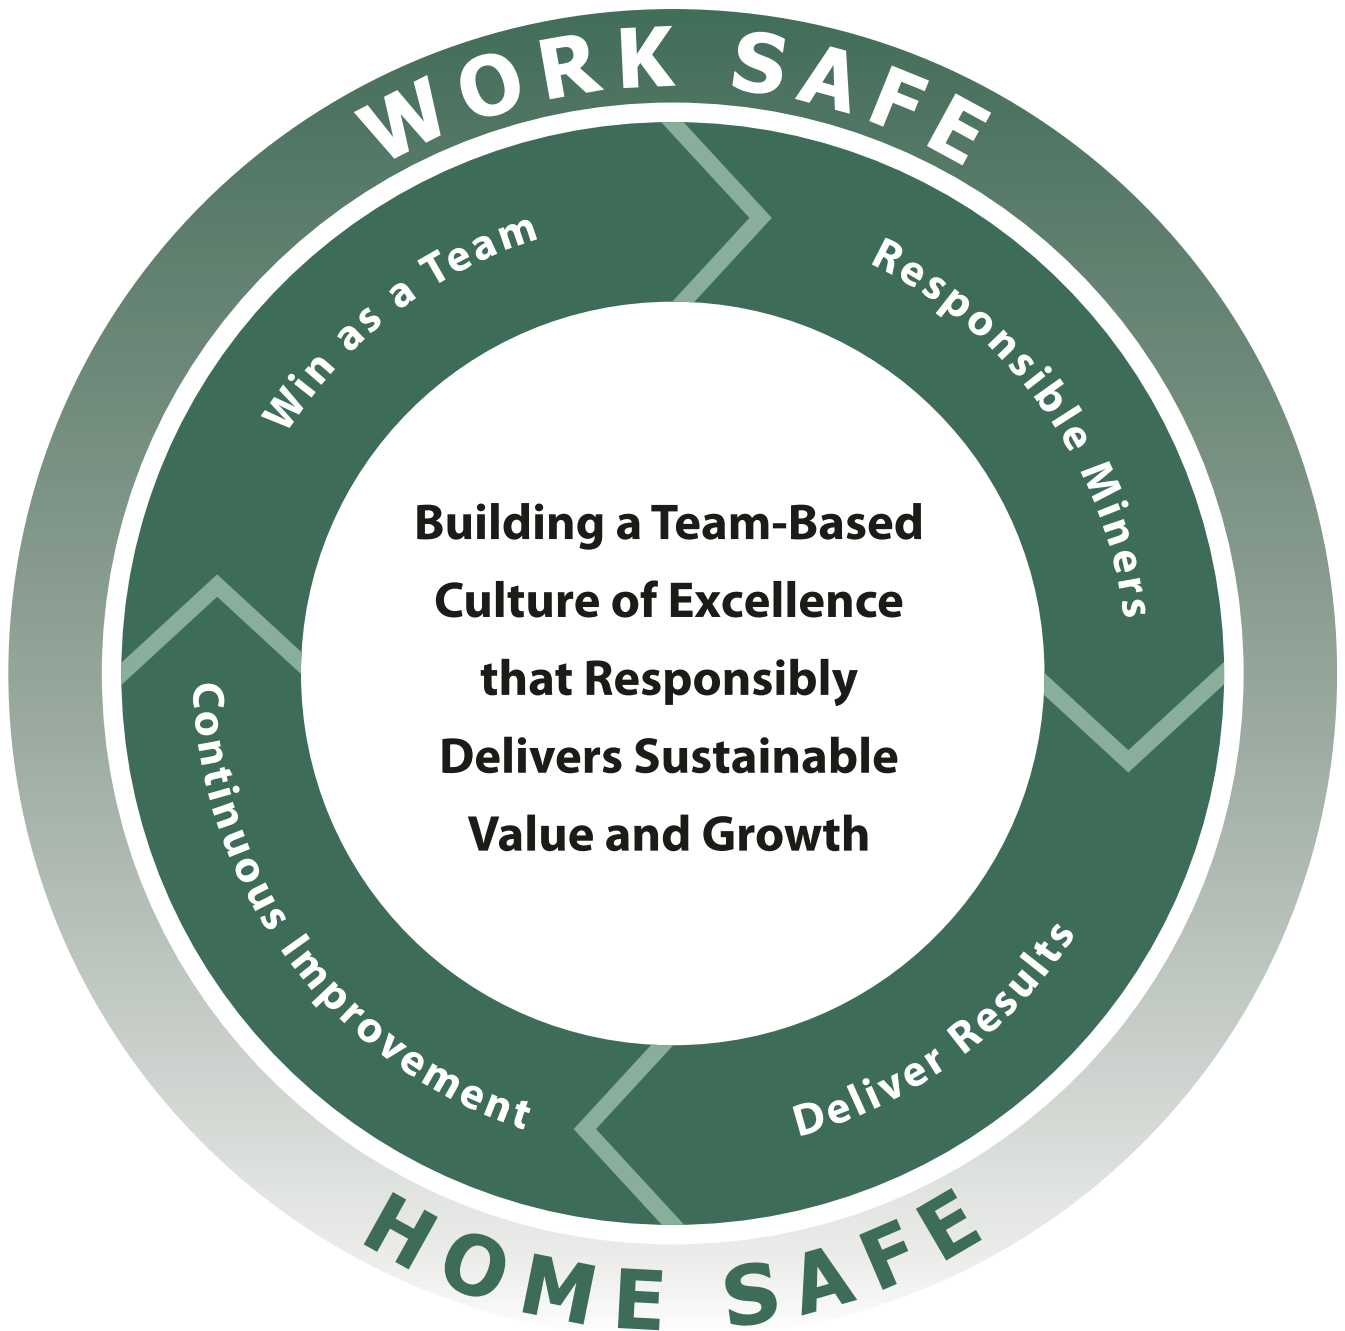 WORK SAFE
Win as a Team
Responsible Miners
Building a Team-Based
Culture of Excellence
that Responsibly
Delivers Sustainable
Value and Growth
Continuous Improvement
Deliver Results
HOME SAFE